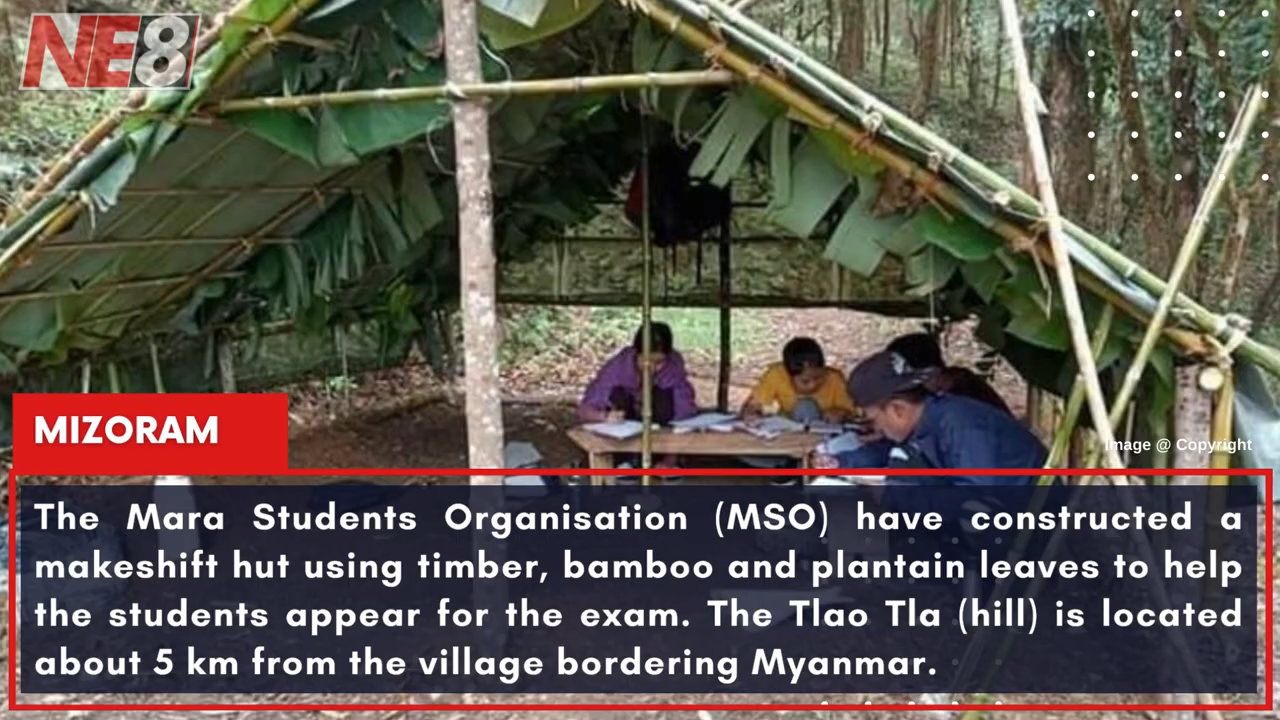 NE8
MIZORAM
Image @ Copyright
The Mara Students Organisation (MSO) have constructed a
makeshift hut using timber, bamboo and plantain leaves to help
the students appear for the exam. The Tlao Tla (hill) is located
about 5 km from the village bordering Myanmar.